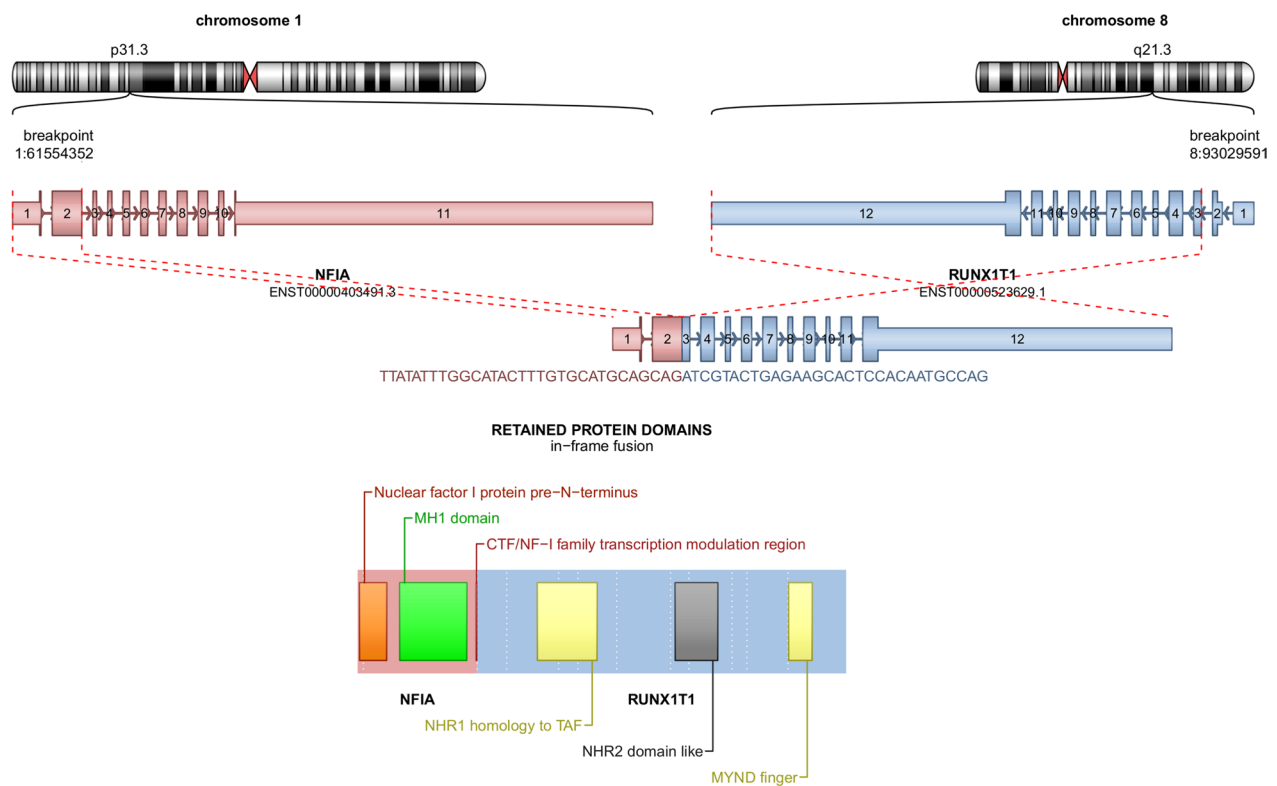 chromosome 1
chromosome 8
p31.3
q21.3
breakpoint
1:61554352
breakpoint
8:93029591
1 2 3 4 5 6 7 8 9 10 11
12 11 10 9 8 7 6 5 4 3 2 1
NFIA
ENST00000403491.3
RUNX1T1
ENST00000523629.1
1 2 3 4 5 6 7 8 9 10 11 12
TTATATTTGGCATACTTTGTGCATGCAGCAGATCGTACTGAGAAGCACTCCACAATGCCAG
RETAINED PROTEIN DOMAINS
in−frame fusion
Nuclear factor I protein pre−N−terminus
MH1 domain
CTF/NF−I family transcription modulation region
NFIA
RUNX1T1
NHR1 homology to TAF
NHR2 domain like
MYND finger